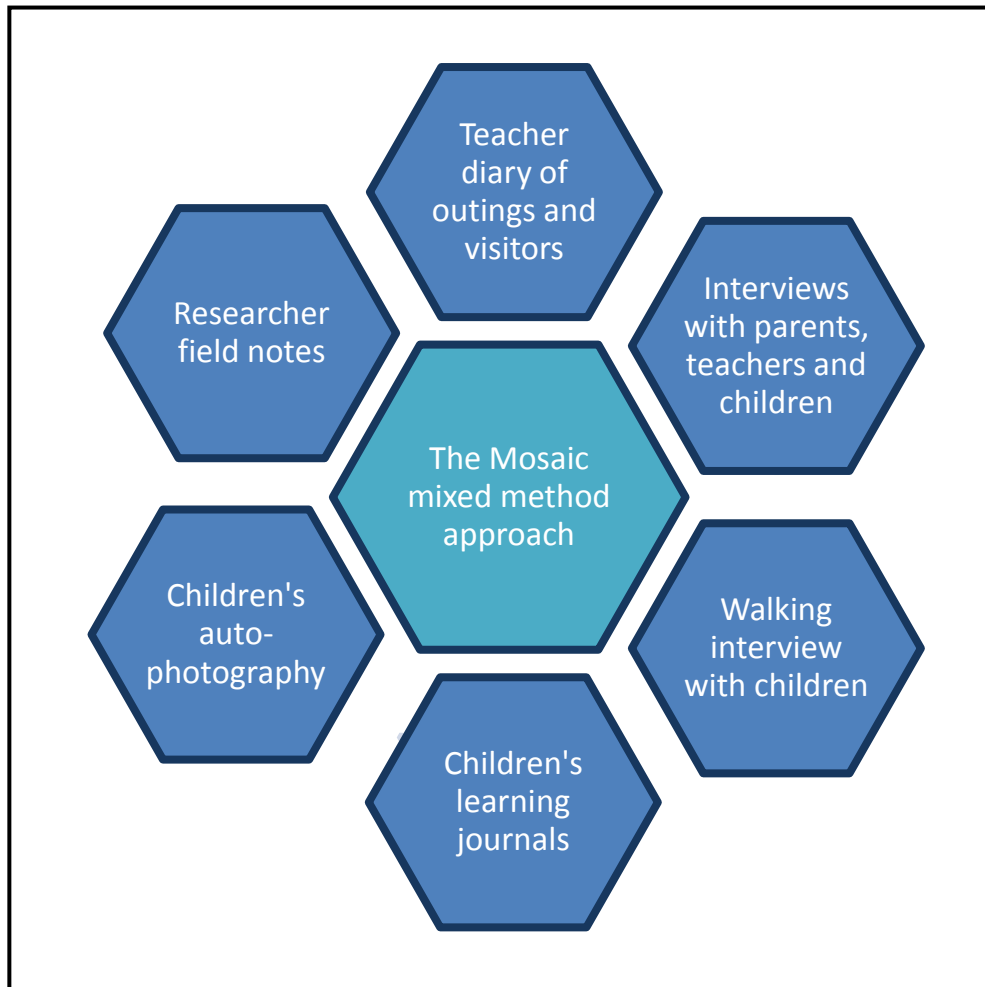 Teacher
diary of
outings and
visitors
Interviews
with parents,
teachers and
children
Researcher
field notes
The Mosaic
mixed method
approach
Children's
auto-
photography
Walking
interview
with children
Children's
learning
journals